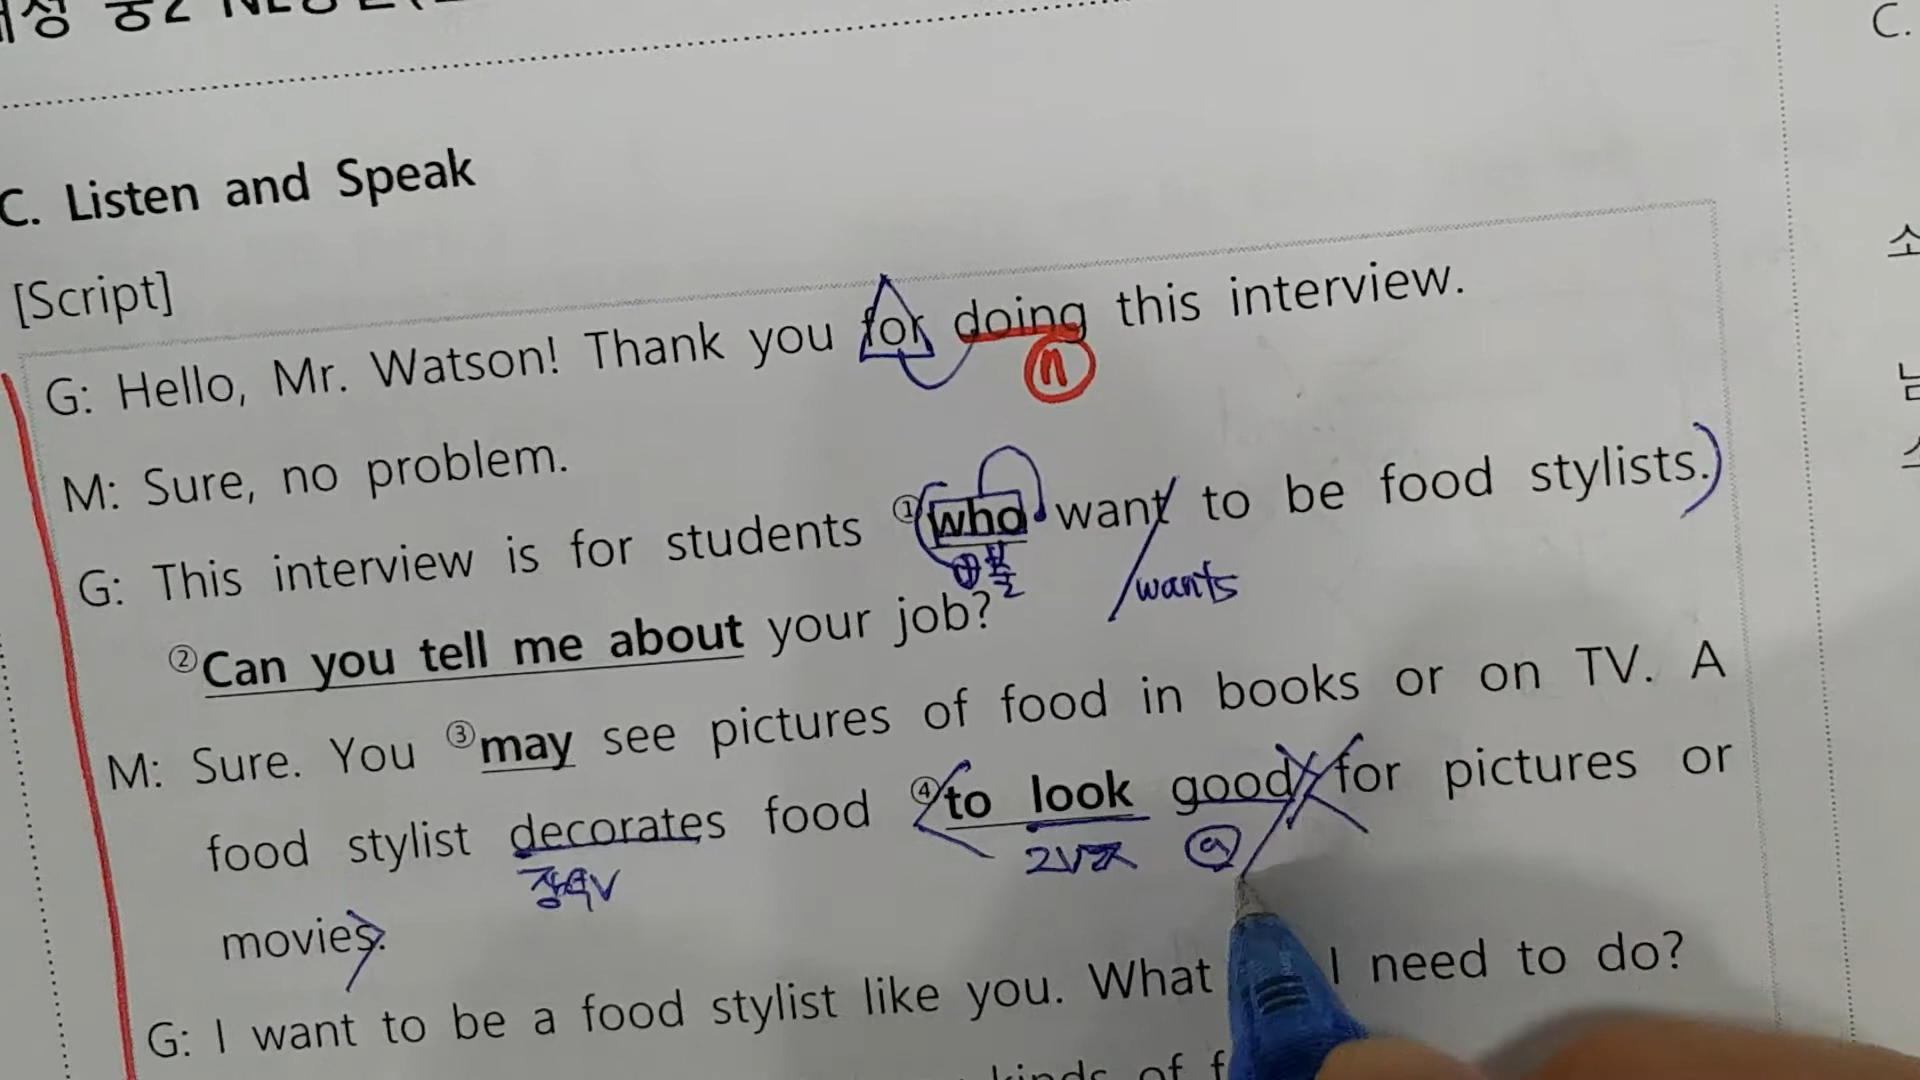 C. Listen and Speak
[Script]
G: Hello, Mr. Watson! Thank you for doing this interview.
n
M: Sure, no problem.
G: This interview is for students ①who want to be food stylists.
wants
②Can you tell me about your job?
M: Sure. You ③may see pictures of food in books or on TV. A
food stylist decorates food ④to look good for pictures or
a
movies.
G: I want to be a food stylist like you. What I need to do?
kinds of f
C.